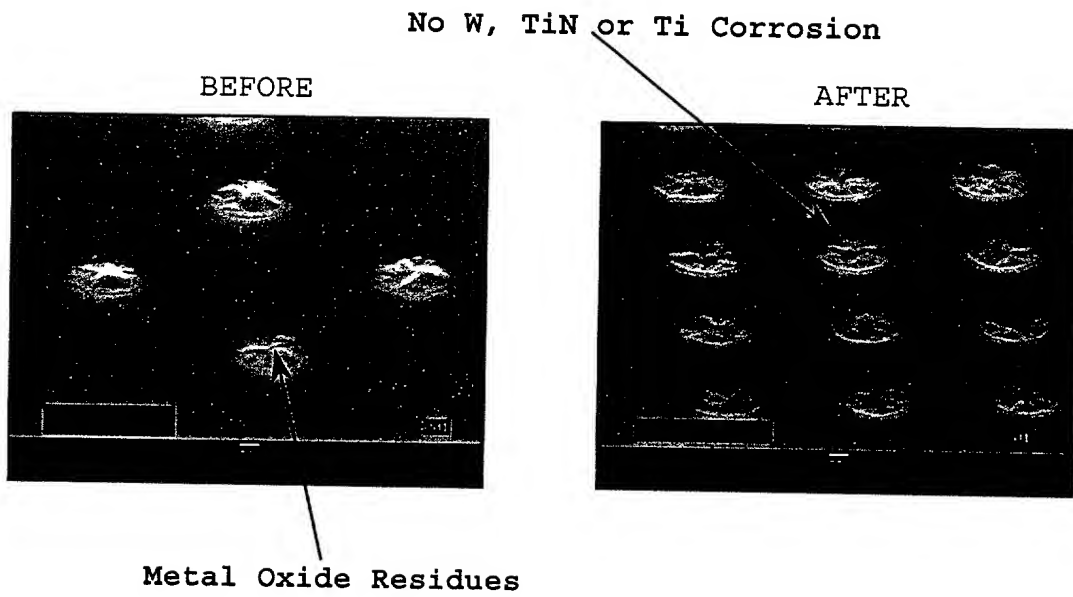 No W, TiN or Ti Corrosion
BEFORE
AFTER
Metal Oxide Residues